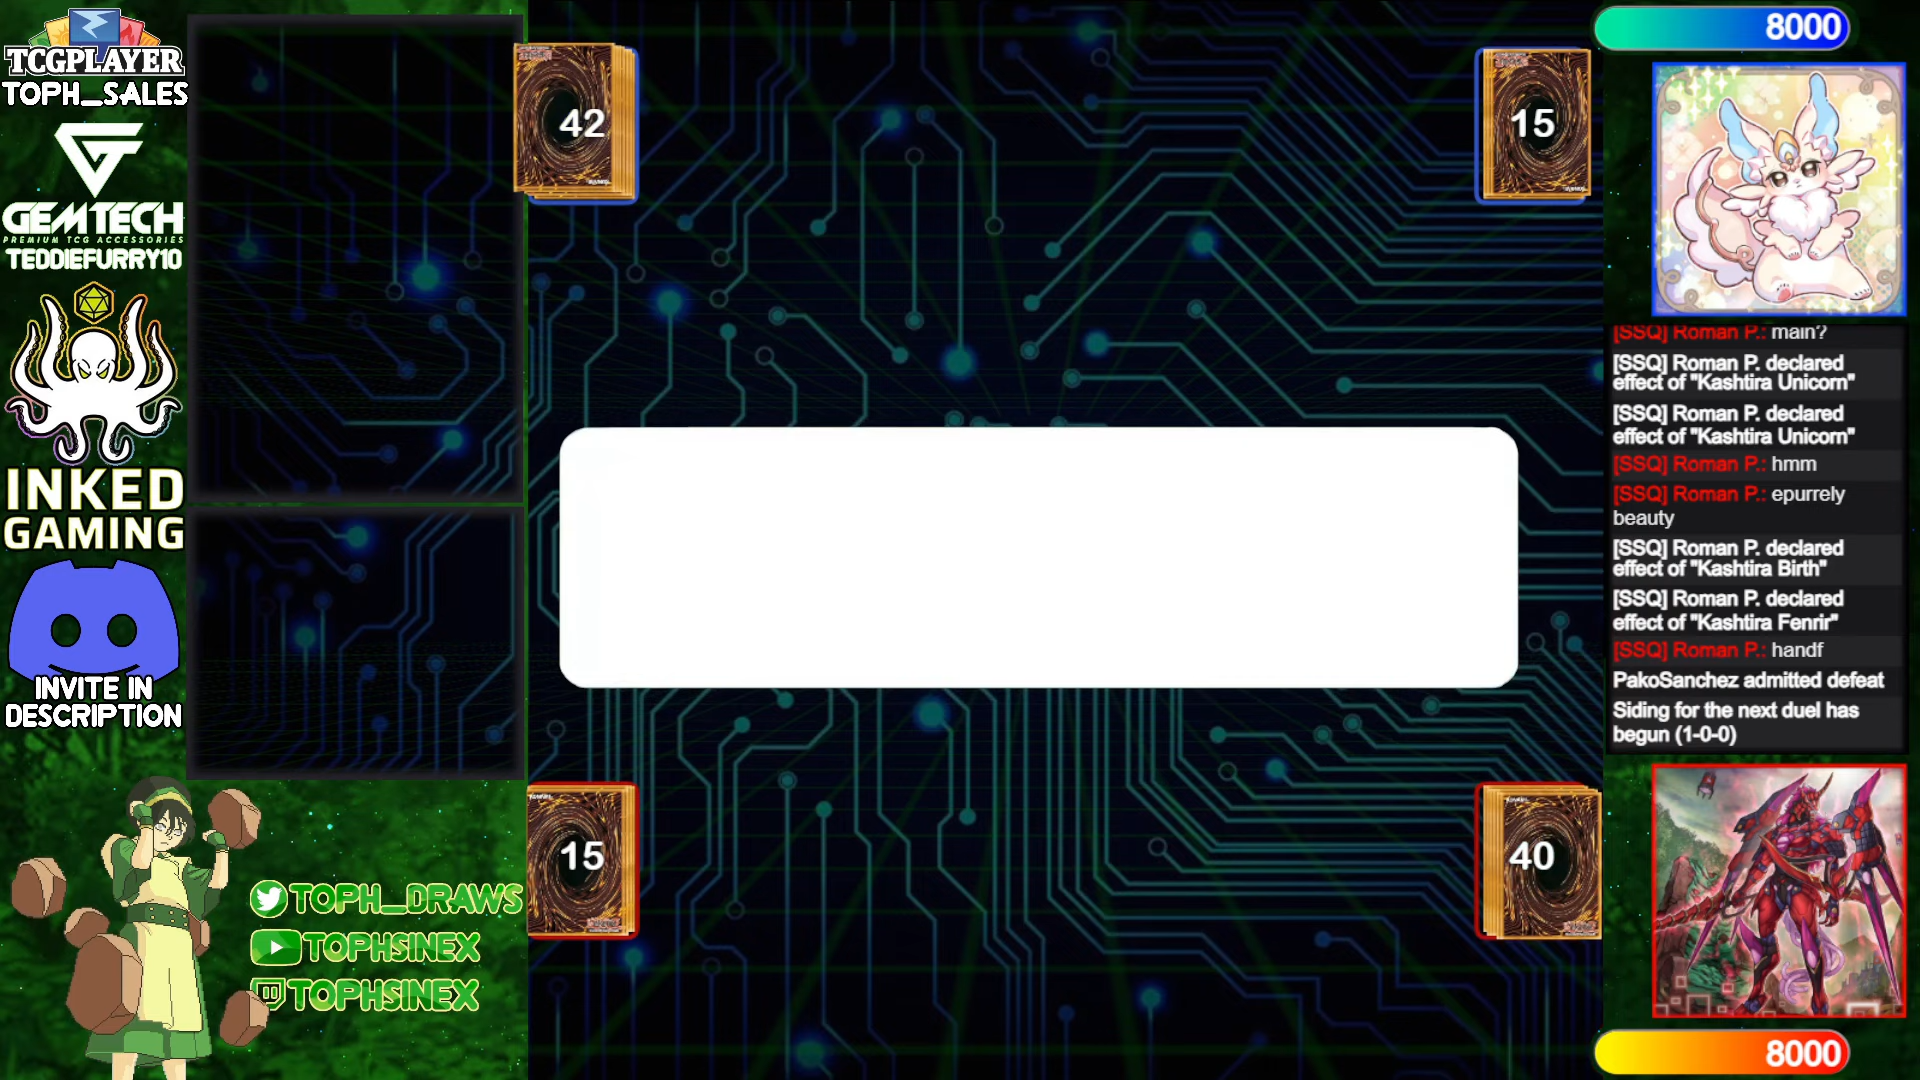 TCGPLAYER
TOPH_SALES
GEMTECH
PREMIUM TCG ACCESSORIES
TEDDIEFURRY10
INKED
GAMING
INVITE IN
DESCRIPTION
TOPH_DRAWS
TOPHSINEX
TOPHSINEX
42
15
15
40
8000
[SSQ] Roman P.: main?
[SSQ] Roman P. declared
effect of "Kashtira Unicorn"
[SSQ] Roman P. declared
effect of "Kashtira Unicorn"
[SSQ] Roman P.: hmm
[SSQ] Roman P.: epurrely
beauty
[SSQ] Roman P. declared
effect of "Kashtira Birth"
[SSQ] Roman P. declared
effect of "Kashtira Fenrir"
[SSQ] Roman P.: handf
PakoSanchez admitted defeat
Siding for the next duel has
begun (1-0-0)
8000